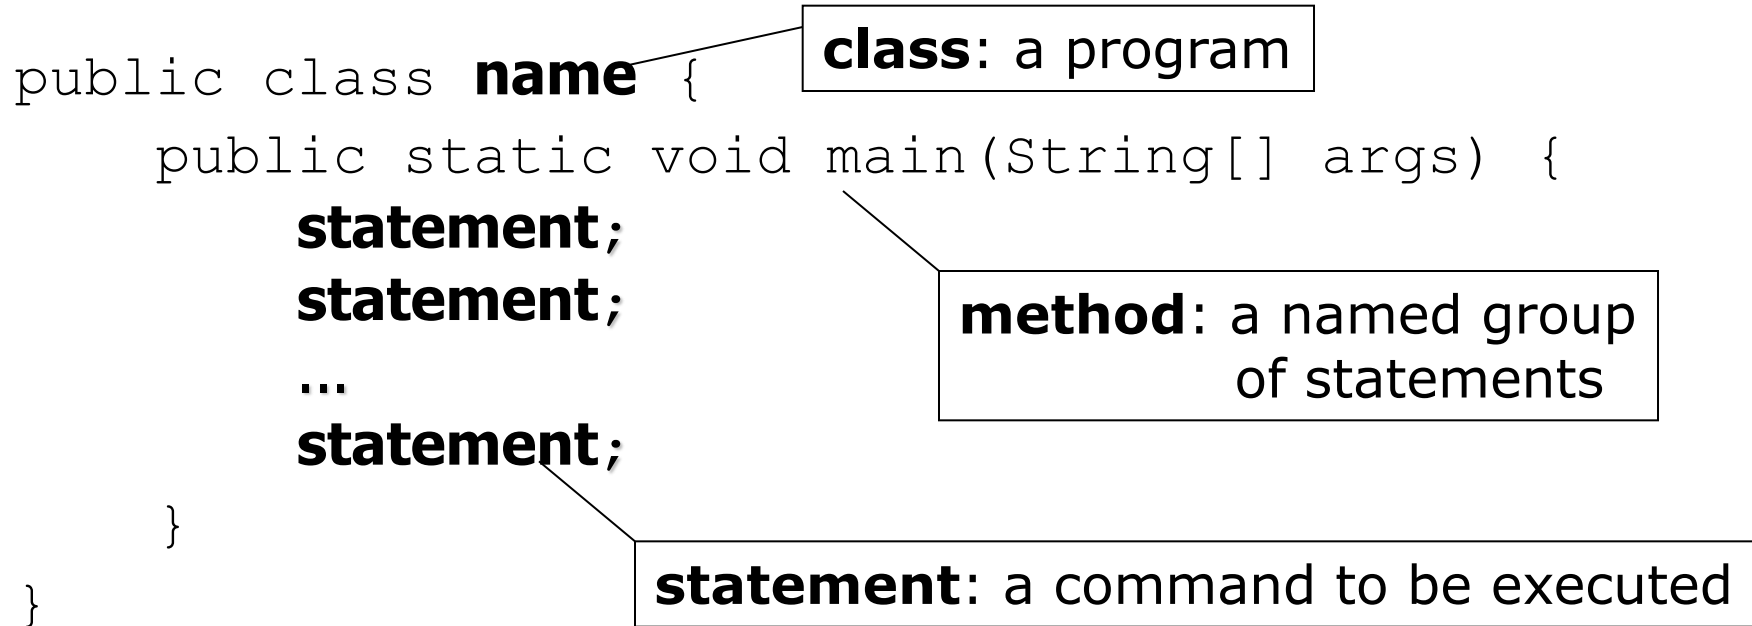 class: a program
public class name {
public static void main(String[] args) {
statement;
statement;
...
statement;
method: a named group
of statements
}
statement: a command to be executed
}